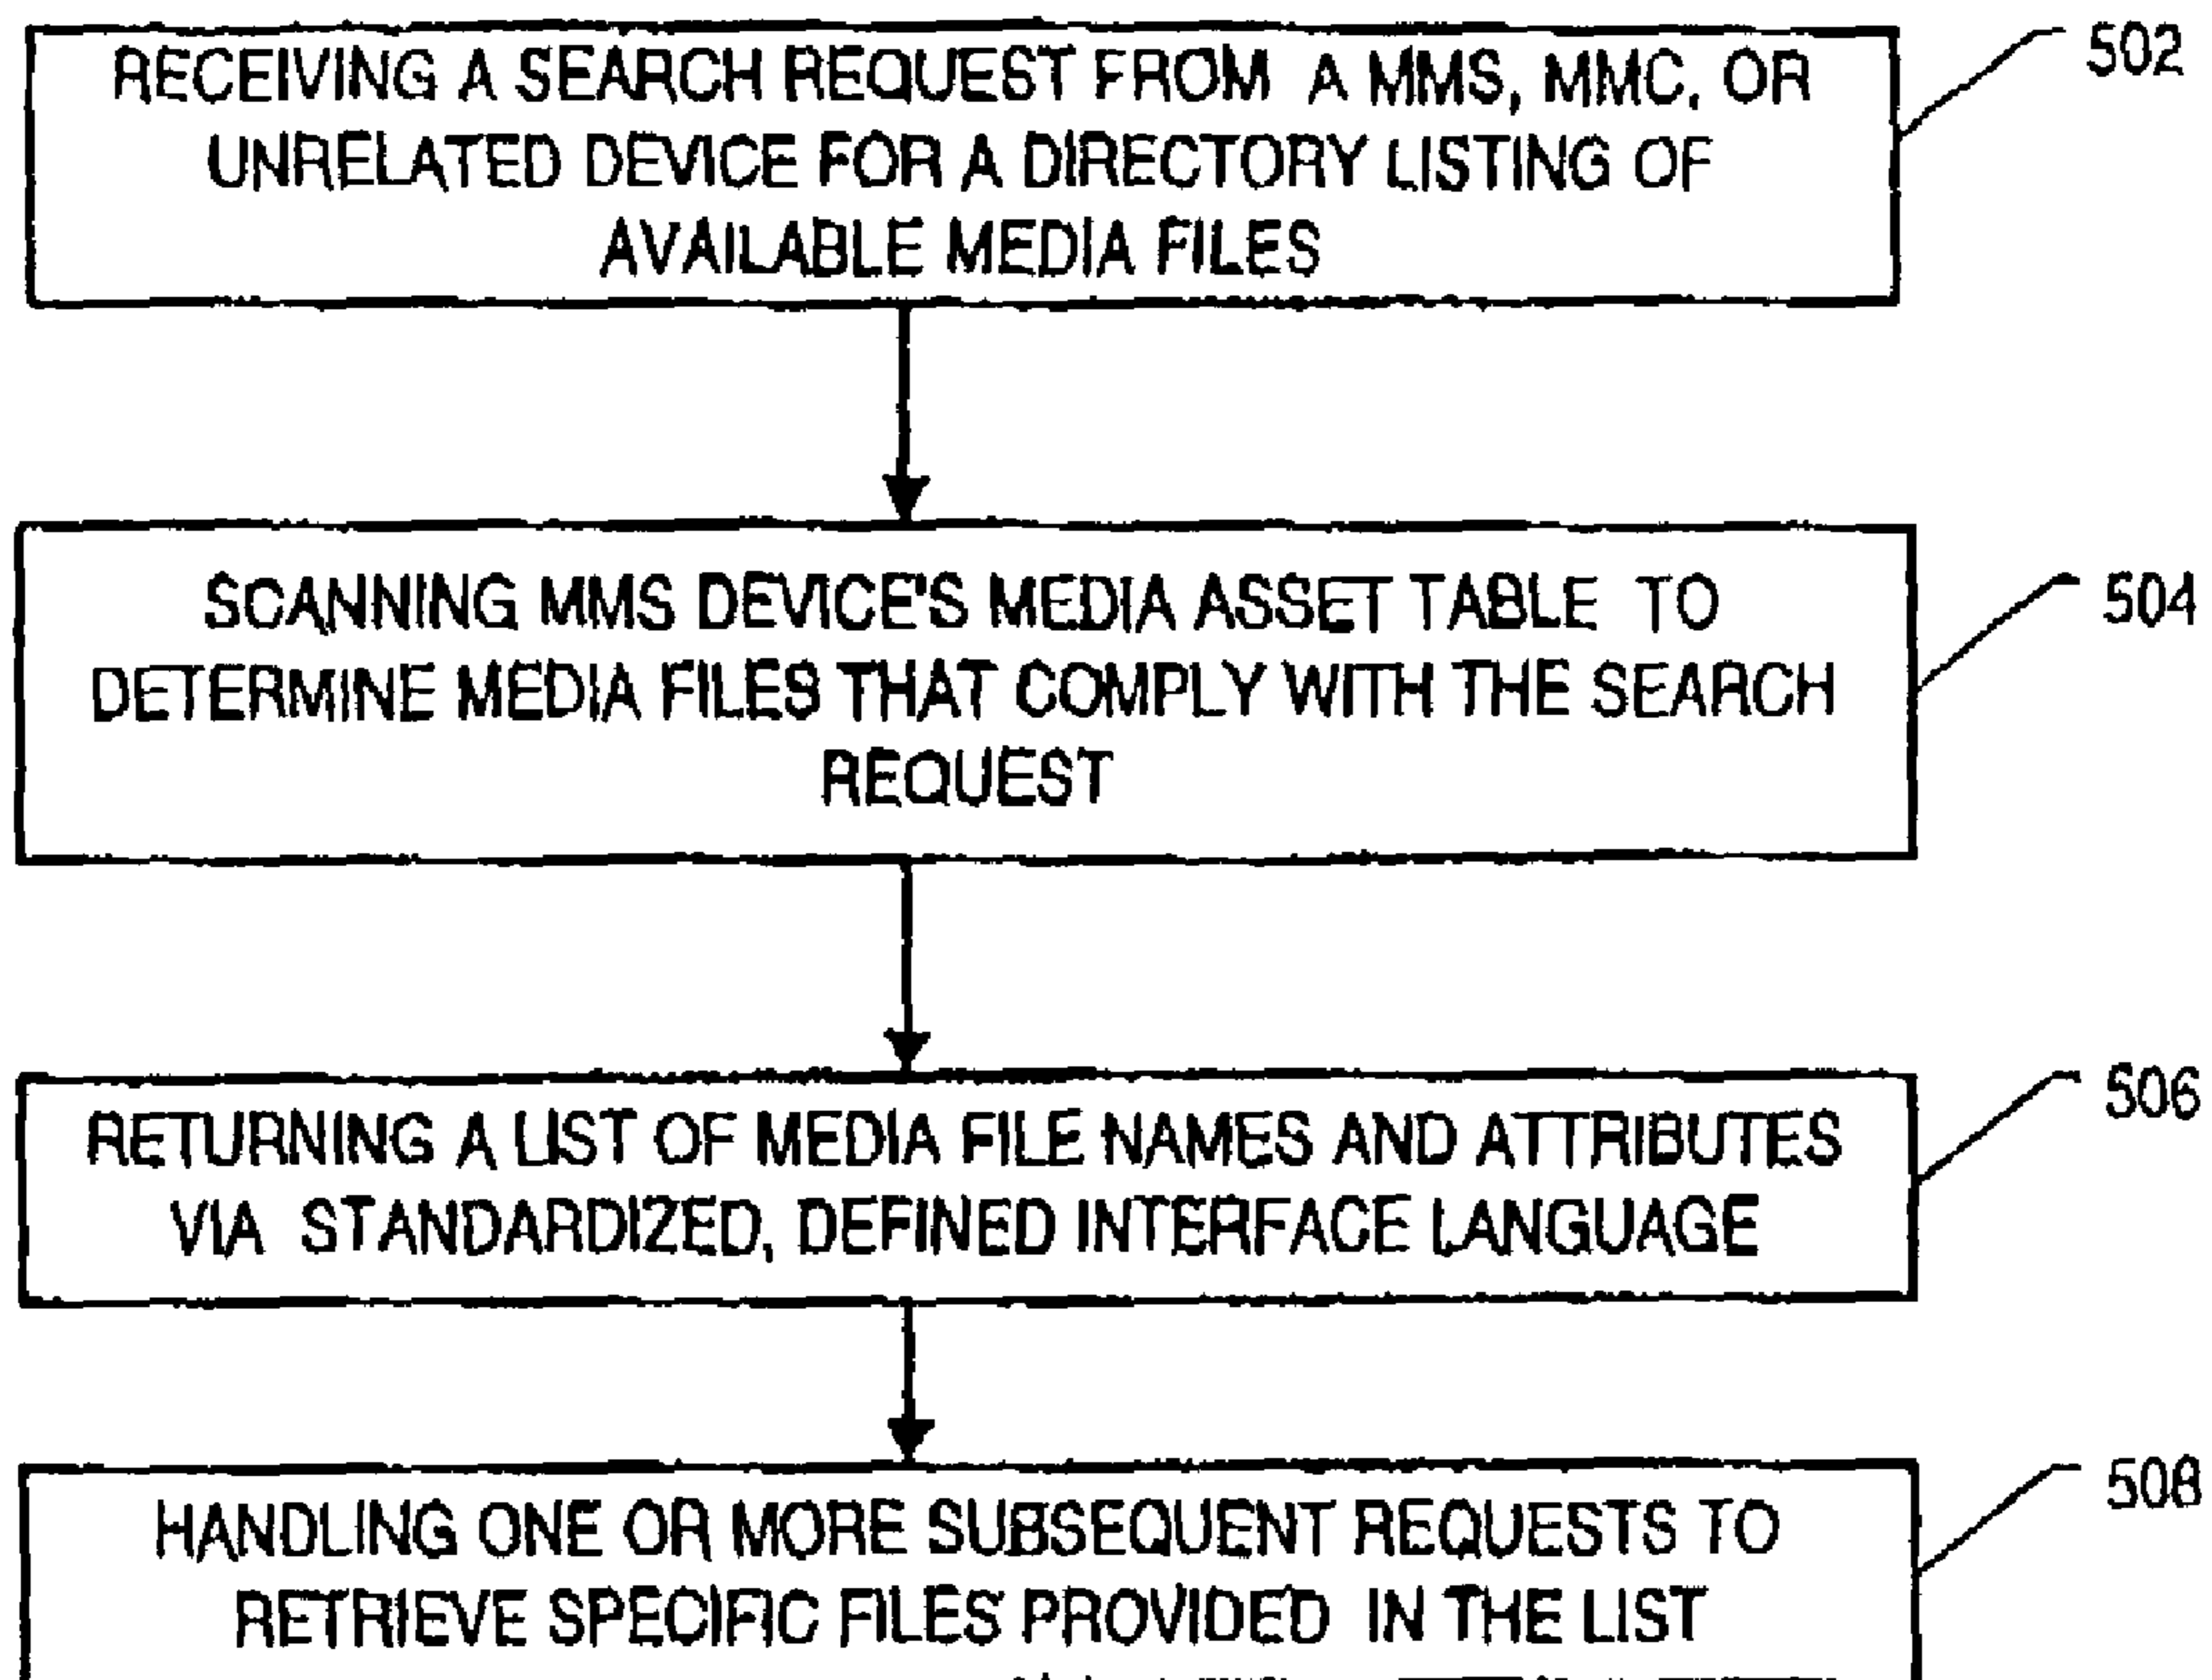 RECEIVING A SEARCH REQUEST FROM A MMS, MMC, OR
UNRELATED DEVICE FOR A DIRECTORY LISTING OF
AVAILABLE MEDIA FILES
502
SCANNING MMS DEVICE'S MEDIA ASSET TABLE TO
DETERMINE MEDIA FILES THAT COMPLY WITH THE SEARCH
REQUEST
504
RETURNING A LIST OF MEDIA FILE NAMES AND ATTRIBUTES
VIA STANDARDIZED, DEFINED INTERFACE LANGUAGE
506
HANDLING ONE OR MORE SUBSEQUENT REQUESTS TO
RETRIEVE SPECIFIC FILES PROVIDED IN THE LIST
508